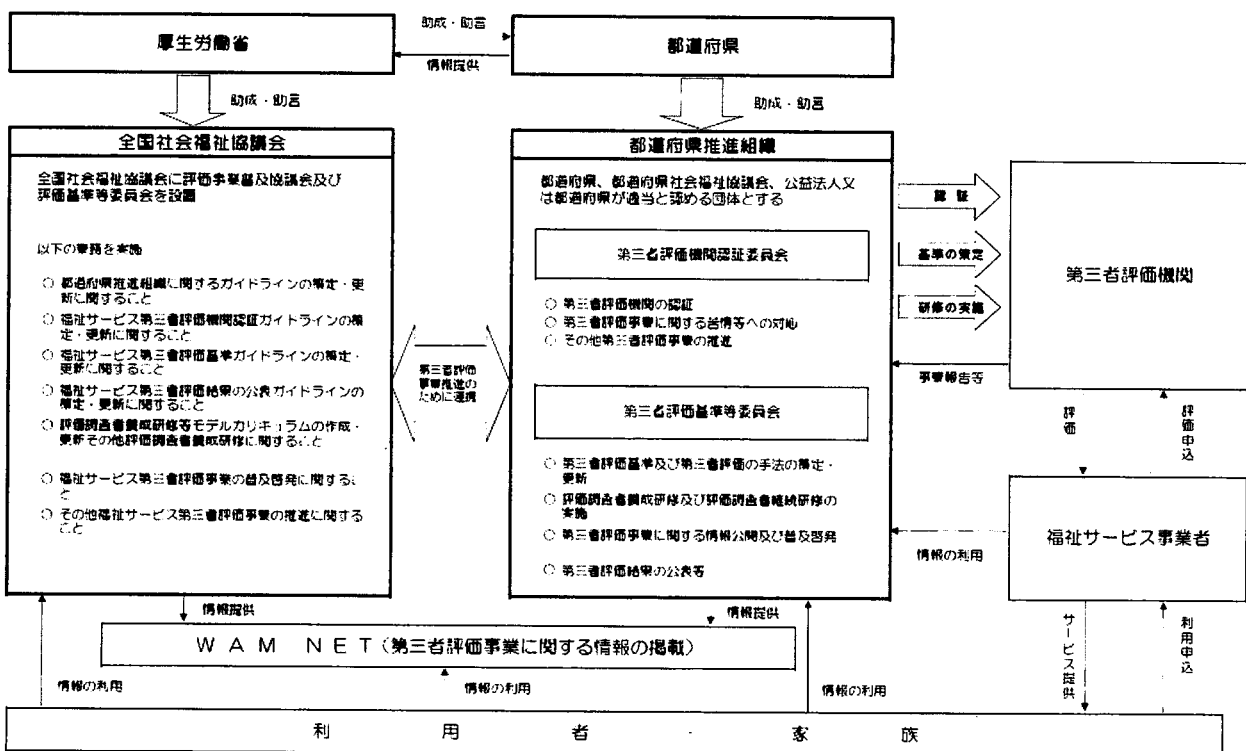 助成・助言
厚生労働省
都道府県
情報提供
助成・助言
助成・助言
全国社会福祉協議会
全国社会福祉協議会に評価事業普及協議会及び
評価基準等委員会を設置
以下の業務を実施
○ 都道府県推進組織に関するガイドラインの策定・更
新に関すること
○ 福祉サービス第三者評価機関認証ガイドラインの策
定・更新に関すること
○ 福祉サービス第三者評価基準ガイドラインの策定・
更新に関すること
○ 福祉サービス第三者評価結果の公表ガイドラインの
策定・更新に関すること
○ 評価調査者養成研修等モデルカリキュラムの作成・
更新その他評価調査者養成研修に関すること
○ 福祉サービス第三者評価事業の普及啓発に関するこ
と
○ その他福祉サービス第三者評価事業の推進に関する
こと
第三者評価
事業推進の
ために連携
都道府県推進組織
都道府県、都道府県社会福祉協議会、公益法人又
は都道府県が適当と認める団体とする
第三者評価機関認証委員会
○ 第三者評価機関の認証
○ 第三者評価事業に関する苦情等への対応
○ その他第三者評価事業の推進
第三者評価基準等委員会
○ 第三者評価基準及び第三者評価の手法の策定・
更新
○ 評価調査者養成研修及び評価調査者継続研修の
実施
○ 第三者評価事業に関する情報公開及び普及啓発
○ 第三者評価結果の公表等
認 証
基準の策定
研修の実施
事業報告等
第三者評価機関
評価
評価申込
情報の利用
福祉サービス事業者
サービス提供
利用申込
情報提供
情報提供
WAM NET(第三者評価事業に関する情報の掲載)
情報の利用
情報の利用
情報の利用
利用者・家族